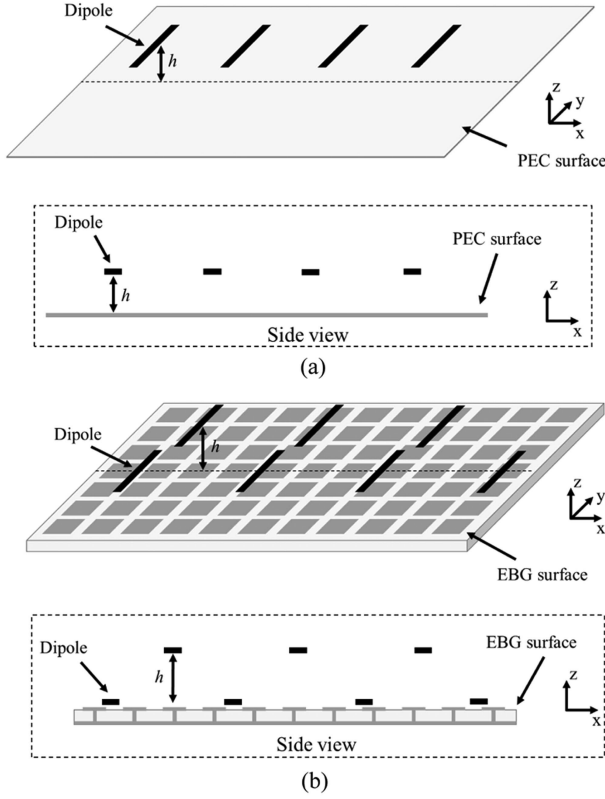 Dipole
h
z
y
x
PEC surface
Dipole
PEC surface
h
z
x
Side view
(a)
Dipole
h
z
y
x
EBG surface
Dipole
EBG surface
h
z
x
Side view
(b)